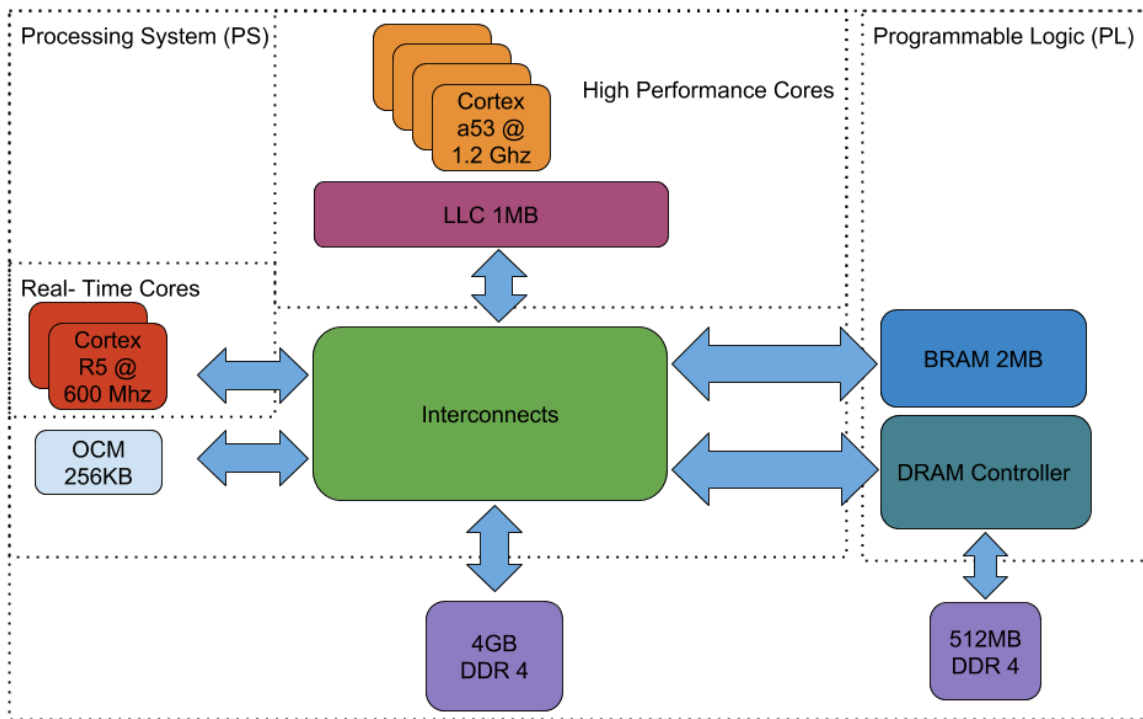 Processing System (PS)
Programmable Logic (PL)
High Performance Cores
Cortex
a53 @
1.2 Ghz
LLC 1MB
Real- Time Cores
Cortex
R5 @
600 Mhz
Interconnects
BRAM 2MB
OCM
256KB
DRAM Controller
4GB
DDR 4
512MB
DDR 4